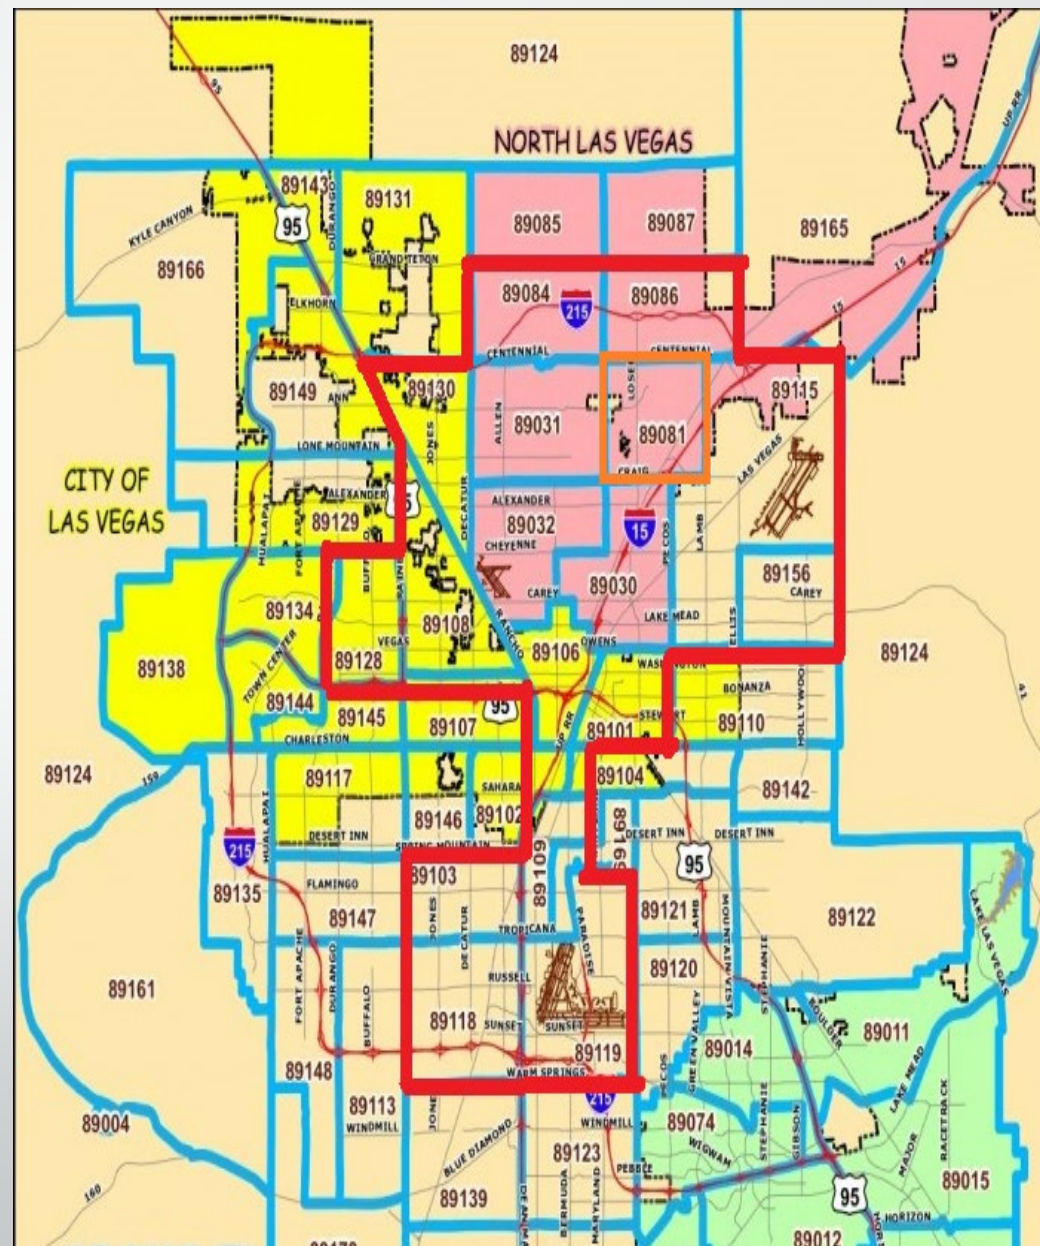 89124
95
NORTH LAS VEGAS
89143
89131
DURANGO
95
89085
89087
89165
UP RR
KYLE CANYON
89166
GRAND TETON
15
ELKHORN
89084
215
89086
15
CENTENNIAL
CENTENNIAL
89149
ANN
89130
LOSEE
89115
ALLEN
89031
89081
JONES
LONE MOUNTAIN
CRAIG
LAS VEGAS
CITY OF
LAS VEGAS
HUALAPAI
FORT APACHE
ALEXANDER
DECATUR
ALEXANDER
89129
89032
15
PECOS
LAMB
CHEYENNE
89156
CAREY
89030
CAREY
89134
LAKE MEAD
ELLIS
89108
RANCHO
VEGAS
OWENS
89138
TOWN CENTER
89128
89106
WASHINGTON
89124
89144
BONANZA
HOLLYWOOD
41
89145
89107
95
STEWART
89101
89110
CHARLESTON
UP RR
89124
159
89117
89104
SAHARA
89142
89146
89102
DESERT INN
SPRING MOUNTAIN
DESERT INN
DESERT INN
215
HUALAPAI
89109
89169
95
89103
89135
FLAMINGO
89147
JONES
DECATUR
PARADISE
89121
LAMB
MOUNTAIN VISTA
89122
LAKE LAS VEGAS
TROPICANA
FORT APACHE
DURANGO
BUFFALO
RUSSELL
89120
STEPHANIE
89161
89118
SUNSET
SUNSET
GREEN VALLEY
BOULDER
89011
89014
89148
89119
WARM SPRINGS
PECOS
LAKE MEAD
215
89113
WINDMILL
WINDMILL
89004
89074
WIGWAM
STEPHANIE
GIBSON
MAJOR
RACETRACK
BLUE DIAMOND
89123
PEBBLE
89015
160
89139
BERMUDA
MARYLAND
95
HORIZON
89012